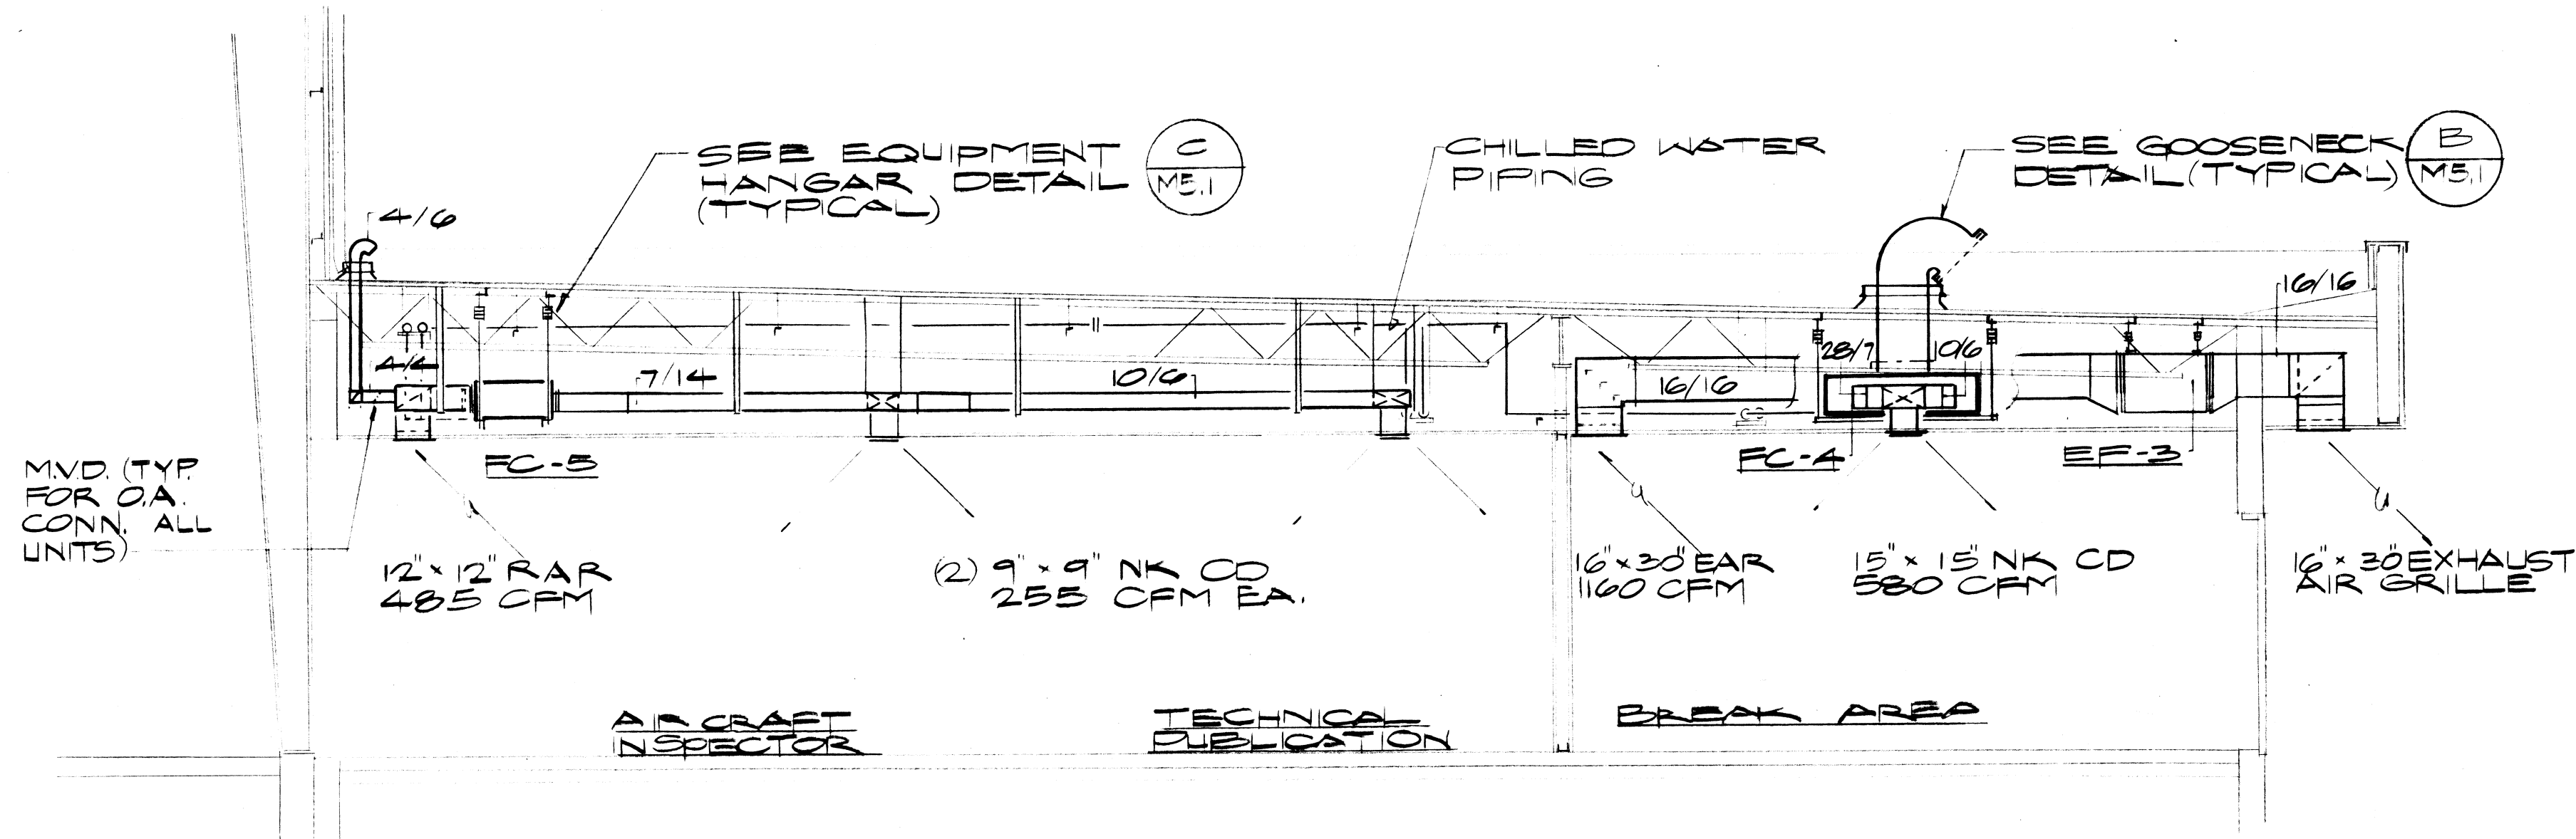 SEE EQUIPMENT
HANGAR DETAIL
(TYPICAL)
C
M5.1
CHILLED WATER
PIPING
SEE GOOSENECK
DETAIL (TYPICAL)
B
M5.1
4/6
16/16
4/4
7/14
10/6
16/16
28/7
10/6
FC-5
FC-4
EF-3
M.V.D. (TYP.
FOR O.A.
CONN. ALL
UNITS)
12" x 12" RAR
485 CFM
(2) 9" x 9" NK CD
255 CFM EA.
16" x 30" EAR
1160 CFM
15" x 15" NK CD
580 CFM
16" x 30" EXHAUST
AIR GRILLE
AIRCRAFT
INSPECTOR
TECHNICAL
PUBLICATION
BREAK AREA